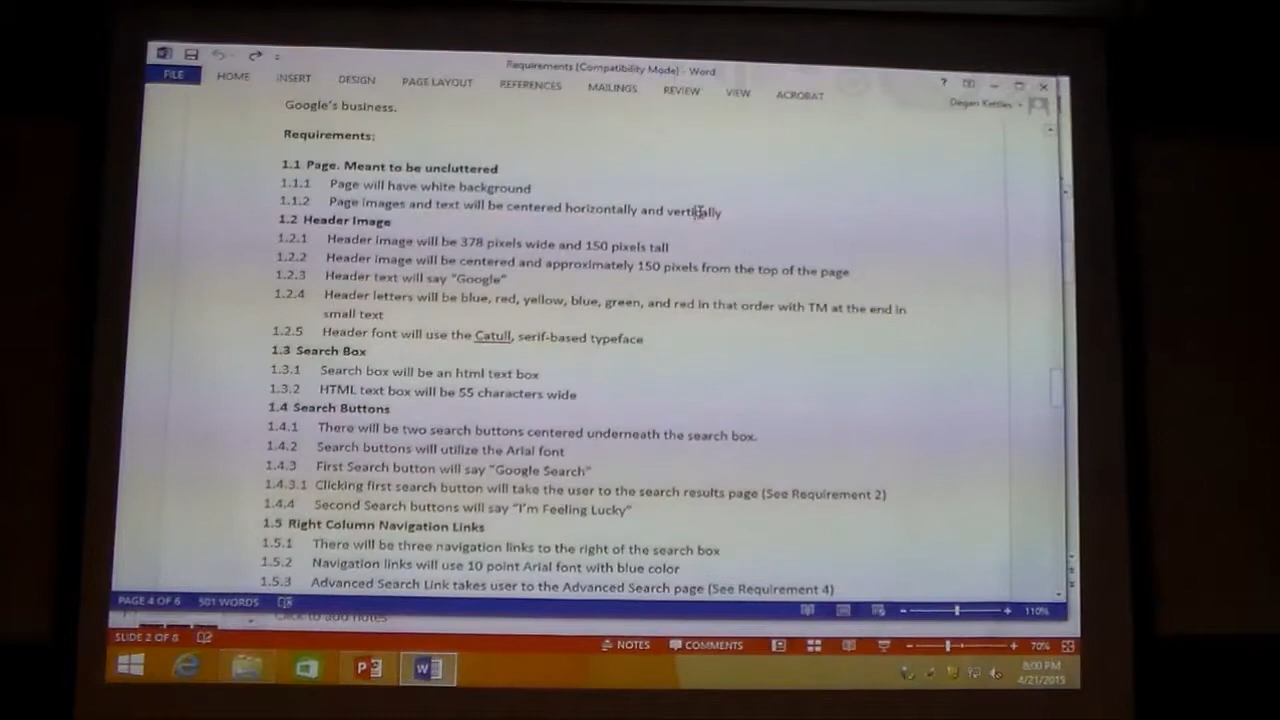 Requirements [Compatibility Mode] - Word
FILE HOME INSERT DESIGN PAGE LAYOUT REFERENCES MAILINGS REVIEW VIEW ACROBAT
Degan Kettles
Google's business.
Requirements:
1.1 Page. Meant to be uncluttered
1.1.1 Page will have white background
1.1.2 Page images and text will be centered horizontally and vertically
1.2 Header Image
1.2.1 Header image will be 378 pixels wide and 150 pixels tall
1.2.2 Header image will be centered and approximately 150 pixels from the top of the page
1.2.3 Header text will say "Google"
1.2.4 Header letters will be blue, red, yellow, blue, green, and red in that order with TM at the end in
small text
1.2.5 Header font will use the Catull, serif-based typeface
1.3 Search Box
1.3.1 Search box will be an html text box
1.3.2 HTML text box will be 55 characters wide
1.4 Search Buttons
1.4.1 There will be two search buttons centered underneath the search box.
1.4.2 Search buttons will utilize the Arial font
1.4.3 First Search button will say "Google Search"
1.4.3.1 Clicking first search button will take the user to the search results page (See Requirement 2)
1.4.4 Second Search buttons will say "I'm Feeling Lucky"
1.5 Right Column Navigation Links
1.5.1 There will be three navigation links to the right of the search box
1.5.2 Navigation links will use 10 point Arial font with blue color
1.5.3 Advanced Search Link takes user to the Advanced Search page (See Requirement 4)
PAGE 4 OF 6 501 WORDS 110%
Click to add notes
SLIDE 2 OF 8 NOTES COMMENTS 70%
8:00 PM
4/21/2015